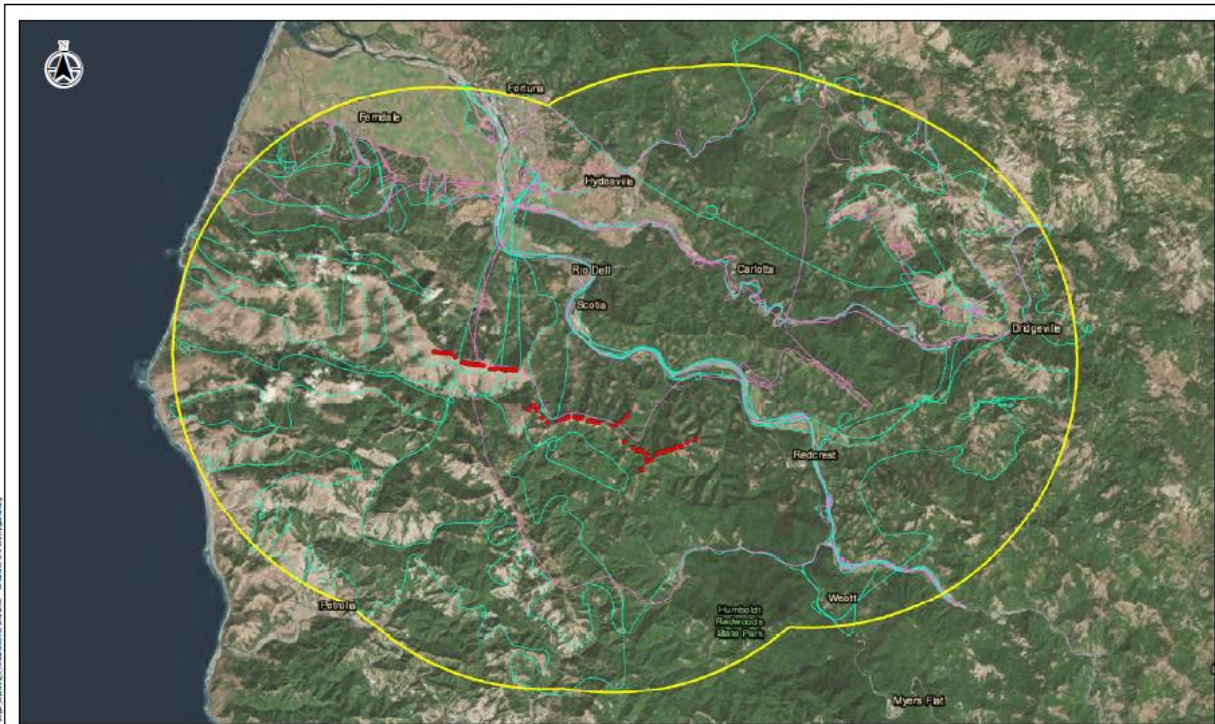 N
Fortuna
Ferndale
Hydesville
Rio Dell
Carlotta
Scotia
Bridgeville
Redcrest
Petrolia
Weott
Humboldt
Redwoods
State Park
Myers Flat